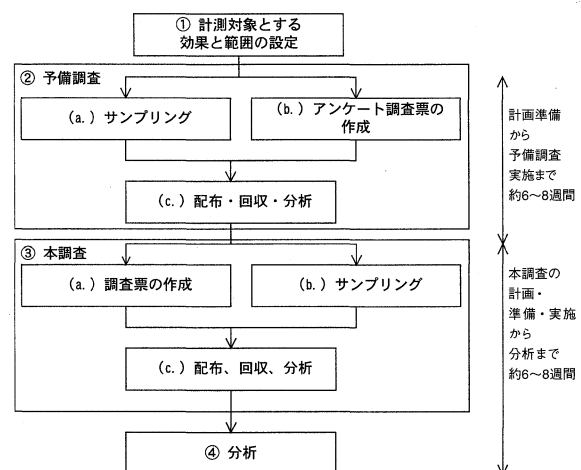 ① 計測対象とする
効果と範囲の設定
② 予備調査
(a.) サンプリング
(b.) アンケート調査票の
作成
(c.) 配布・回収・分析
計画準備
から
予備調査
実施まで
約6~8週間
③ 本調査
(a.) 調査票の作成
(b.) サンプリング
(c.) 配布、回収、分析
本調査の
計画・
準備・実施
から
分析まで
約6~8週間
④ 分析